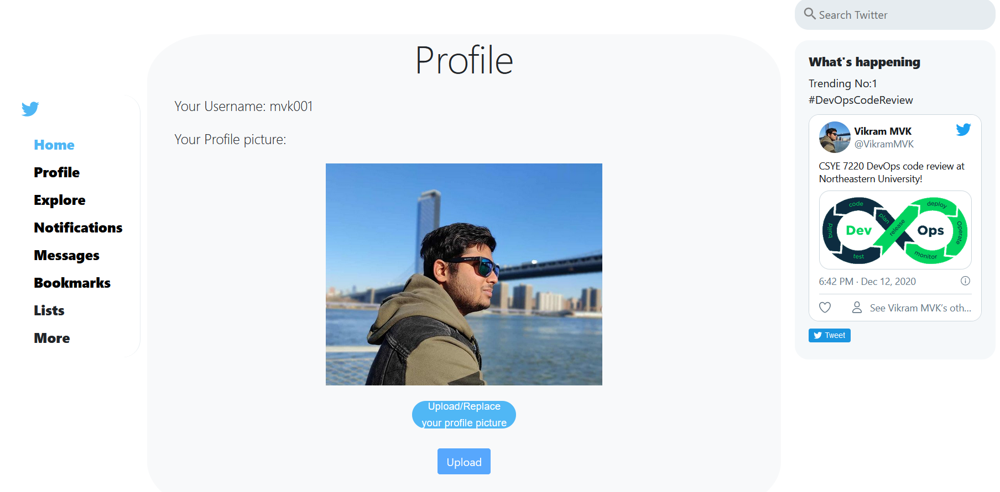 Search Twitter
Profile
Your Username: mvk001
Your Profile picture:
Home
Profile
Explore
Notifications
Messages
Bookmarks
Lists
More
Upload/Replace
your profile picture
Upload
What's happening
Trending No:1
#DevOpsCodeReview
Vikram MVK
@VikramMVK
CSYE 7220 DevOps code review at
Northeastern University!
code
plan
build
test
Dev
release
deploy
Operate
monitor
Ops
6:42 PM · Dec 12, 2020
See Vikram MVK’s oth...
Tweet